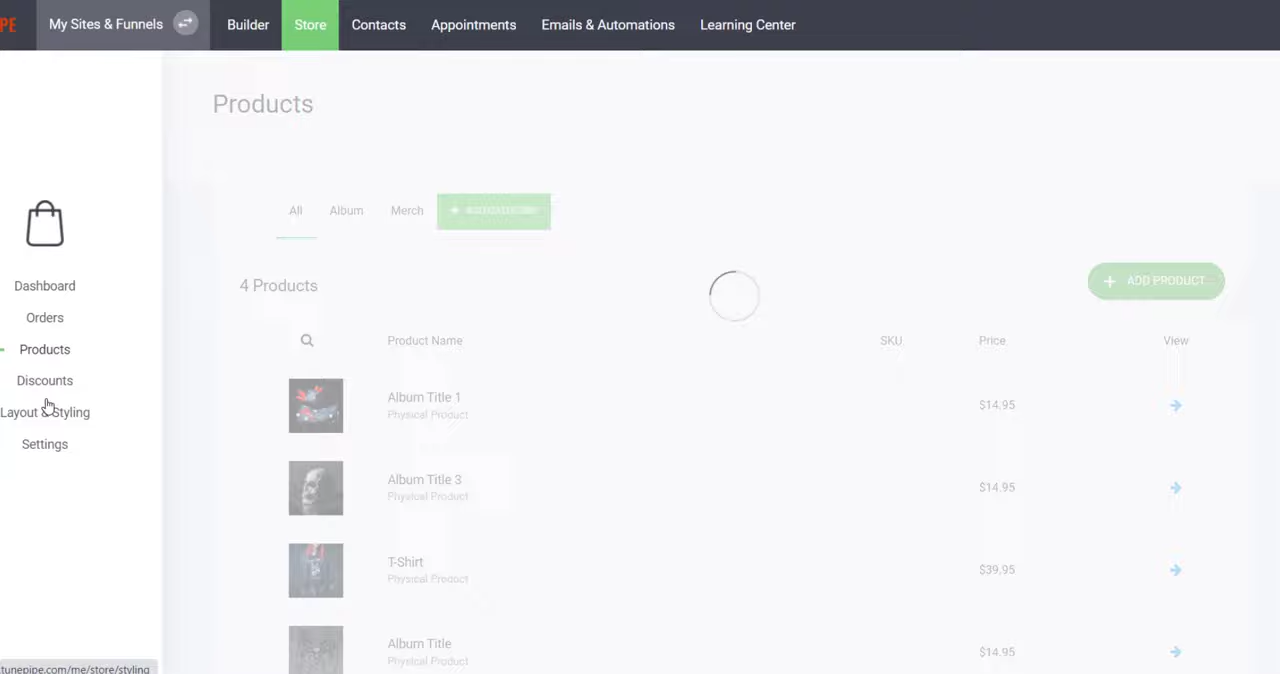 PE
My Sites & Funnels
Builder
Store
Contacts
Appointments
Emails & Automations
Learning Center
Products
All
Album
Merch
4 Products
+ ADD PRODUCT
Product Name
SKU
Price
View
Album Title 1
Physical Product
$14.95
Album Title 3
Physical Product
$14.95
T-Shirt
Physical Product
$39.95
Album Title
Physical Product
$14.95
Dashboard
Orders
Products
Discounts
Layout & Styling
Settings
tunepipe.com/me/store/styling